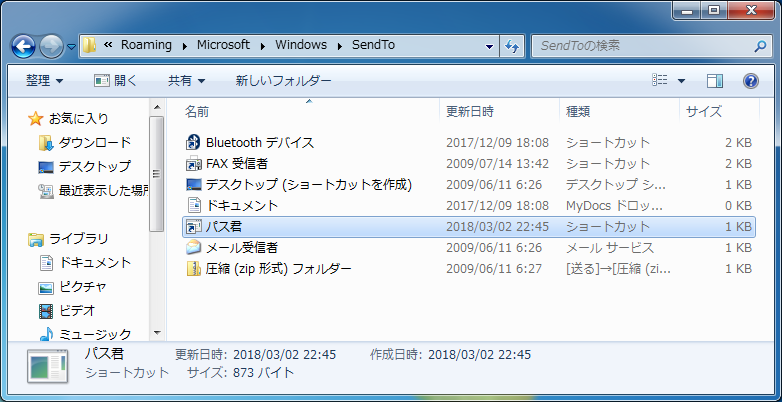 « Roaming Microsoft Windows SendTo SendToの検索
整理 開く 共有 新しいフォルダー
お気に入り
ダウンロード
デスクトップ
最近表示した場所
ライブラリ
ドキュメント
ピクチャ
ビデオ
ミュージック
名前 更新日時 種類 サイズ
Bluetooth デバイス 2017/12/09 18:08 ショートカット 2 KB
FAX 受信者 2009/07/14 13:42 ショートカット 2 KB
デスクトップ (ショートカットを作成) 2009/06/11 6:26 デスクトップ シ... 1 KB
ドキュメント 2017/12/09 18:08 MyDocs ドロッ... 0 KB
パス君 2018/03/02 22:45 ショートカット 1 KB
メール受信者 2009/06/11 6:26 メール サービス 1 KB
圧縮 (zip 形式) フォルダー 2009/06/11 6:27 [送る]→[圧縮 (zi... 1 KB
パス君 更新日時: 2018/03/02 22:45 作成日時: 2018/03/02 22:45
ショートカット サイズ: 873 バイト